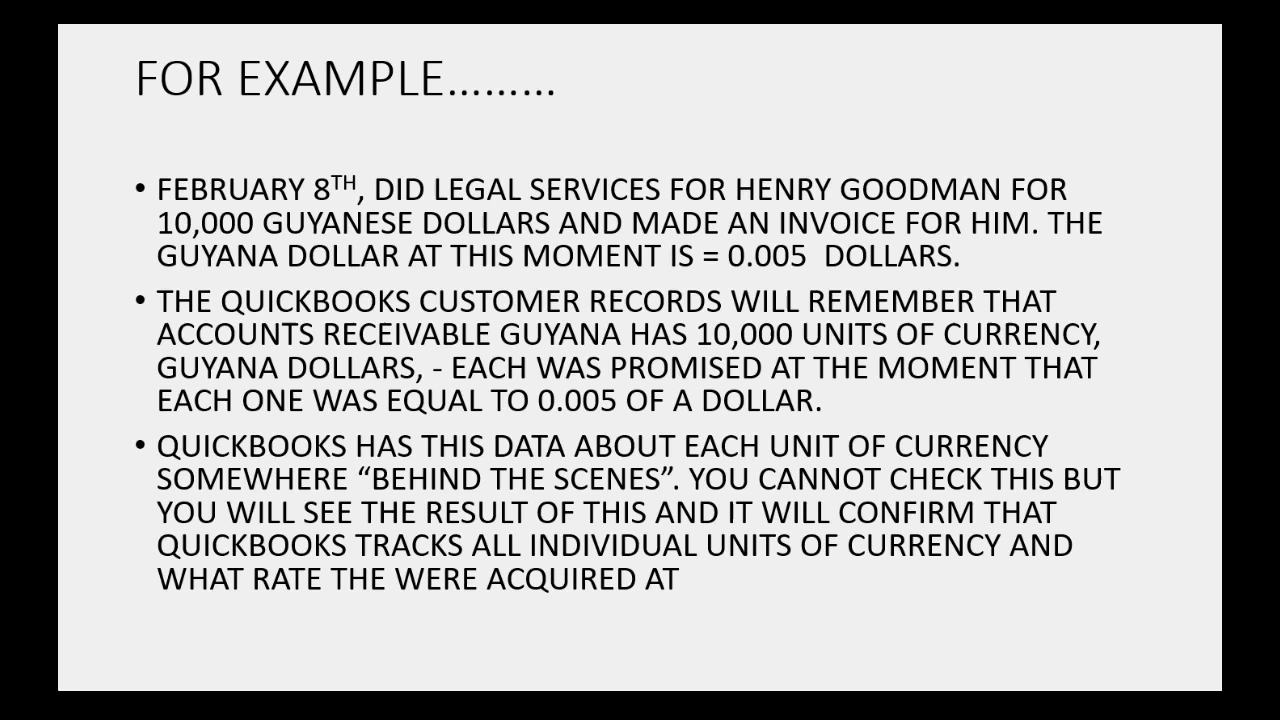 FOR EXAMPLE………
• FEBRUARY 8TH, DID LEGAL SERVICES FOR HENRY GOODMAN FOR
10,000 GUYANESE DOLLARS AND MADE AN INVOICE FOR HIM. THE
GUYANA DOLLAR AT THIS MOMENT IS = 0.005 DOLLARS.
• THE QUICKBOOKS CUSTOMER RECORDS WILL REMEMBER THAT
ACCOUNTS RECEIVABLE GUYANA HAS 10,000 UNITS OF CURRENCY,
GUYANA DOLLARS, - EACH WAS PROMISED AT THE MOMENT THAT
EACH ONE WAS EQUAL TO 0.005 OF A DOLLAR.
• QUICKBOOKS HAS THIS DATA ABOUT EACH UNIT OF CURRENCY
SOMEWHERE “BEHIND THE SCENES”. YOU CANNOT CHECK THIS BUT
YOU WILL SEE THE RESULT OF THIS AND IT WILL CONFIRM THAT
QUICKBOOKS TRACKS ALL INDIVIDUAL UNITS OF CURRENCY AND
WHAT RATE THE WERE ACQUIRED AT